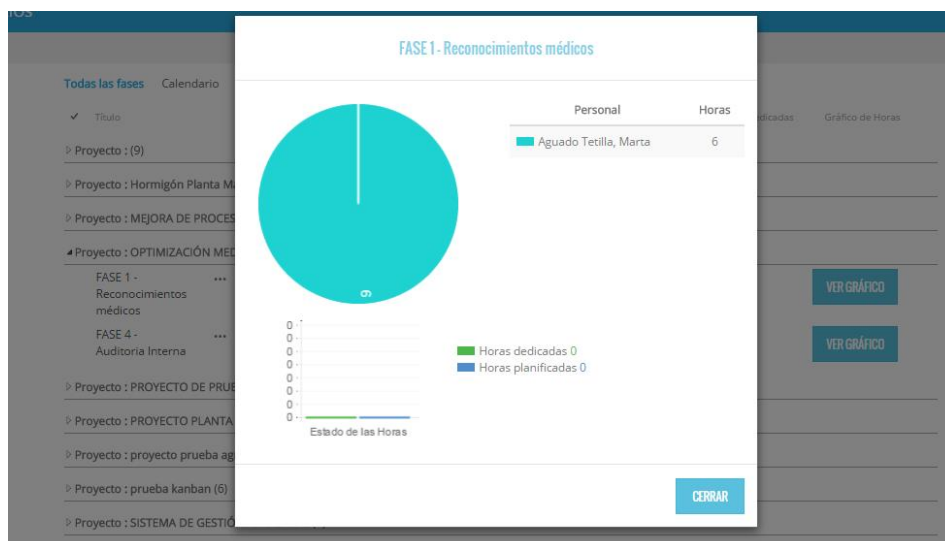 FASE 1 - Reconocimientos médicos
Todas las fases Calendario
Título
Gráfico de Horas
Proyecto : (9)
Proyecto : Hormigón Planta
Proyecto : MEJORA DE PROCES
Proyecto : OPTIMIZACIÓN MED
FASE 1 -
Reconocimientos
médicos
VER GRÁFICO
FASE 4 -
Auditoria Interna
VER GRÁFICO
Proyecto : PROYECTO DE PRUE
Proyecto : PROYECTO PLANTA
Proyecto : proyecto prueba
Proyecto : prueba kanban (6)
Proyecto : SISTEMA DE GESTIÓ
Personal Horas
Aguado Tetilla, Marta 6
6
0
0
0
0
0
0
0
0
Estado de las Horas
Horas dedicadas 0
Horas planificadas 0
CERRAR